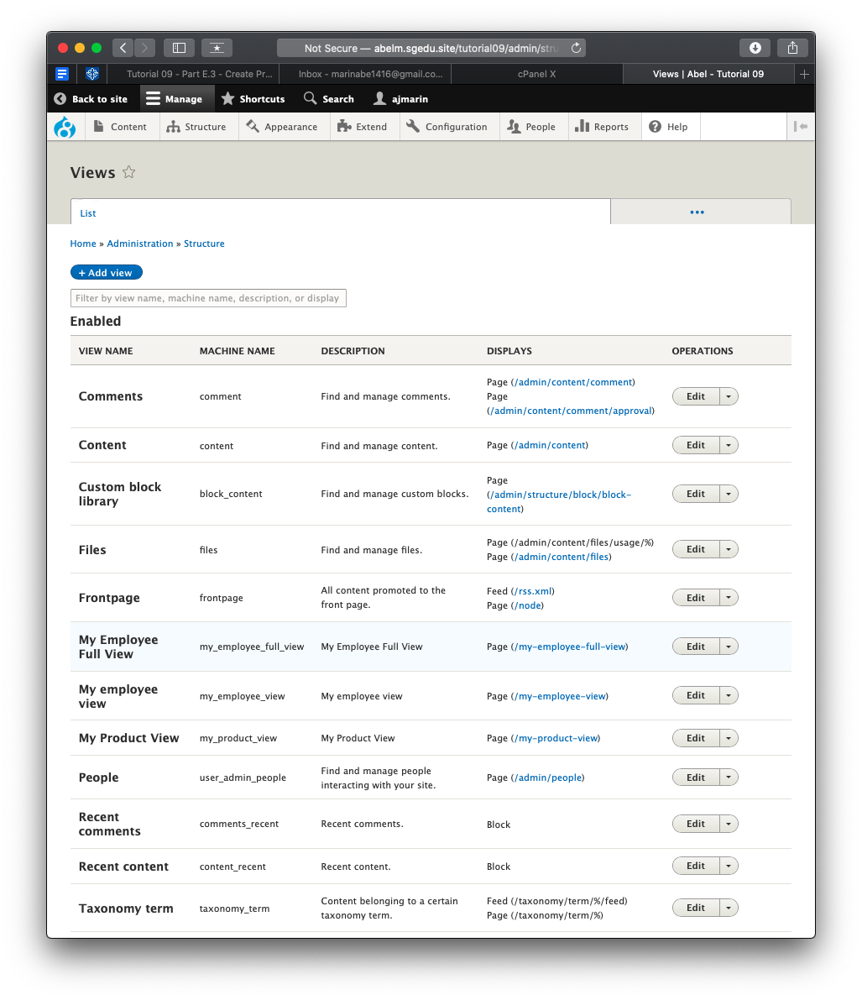 Not Secure — abelm.sgedu.site/tutorial09/admin/stru
Tutorial 09 - Part E.3 - Create Pr...
Inbox - marinabe1416@gmail.co...
cPanel X
Views | Abel - Tutorial 09
Back to site
Manage
Shortcuts
Search
ajmarin
Content
Structure
Appearance
Extend
Configuration
People
Reports
Help
Views
List
•••
Home » Administration » Structure
+ Add view
Filter by view name, machine name, description, or display
Enabled
VIEW NAME MACHINE NAME DESCRIPTION DISPLAYS OPERATIONS
Comments
comment
Find and manage comments.
Page (/admin/content/comment)
Page
(/admin/content/comment/approval)
Edit
Content
content
Find and manage content.
Page (/admin/content)
Edit
Custom block
library
block_content
Find and manage custom blocks.
Page
(/admin/structure/block/block-
content)
Edit
Files
files
Find and manage files.
Page (/admin/content/files/usage/%)
Page (/admin/content/files)
Edit
Frontpage
frontpage
All content promoted to the
front page.
Feed (/rss.xml)
Page (/node)
Edit
My Employee
Full View
my_employee_full_view
My Employee Full View
Page (/my-employee-full-view)
Edit
My employee
view
my_employee_view
My employee view
Page (/my-employee-view)
Edit
My Product View
my_product_view
My Product View
Page (/my-product-view)
Edit
People
user_admin_people
Find and manage people
interacting with your site.
Page (/admin/people)
Edit
Recent
comments
comments_recent
Recent comments.
Block
Edit
Recent content
content_recent
Recent content.
Block
Edit
Taxonomy term
taxonomy_term
Content belonging to a certain
taxonomy term.
Feed (/taxonomy/term/%/feed)
Page (/taxonomy/term/%)
Edit